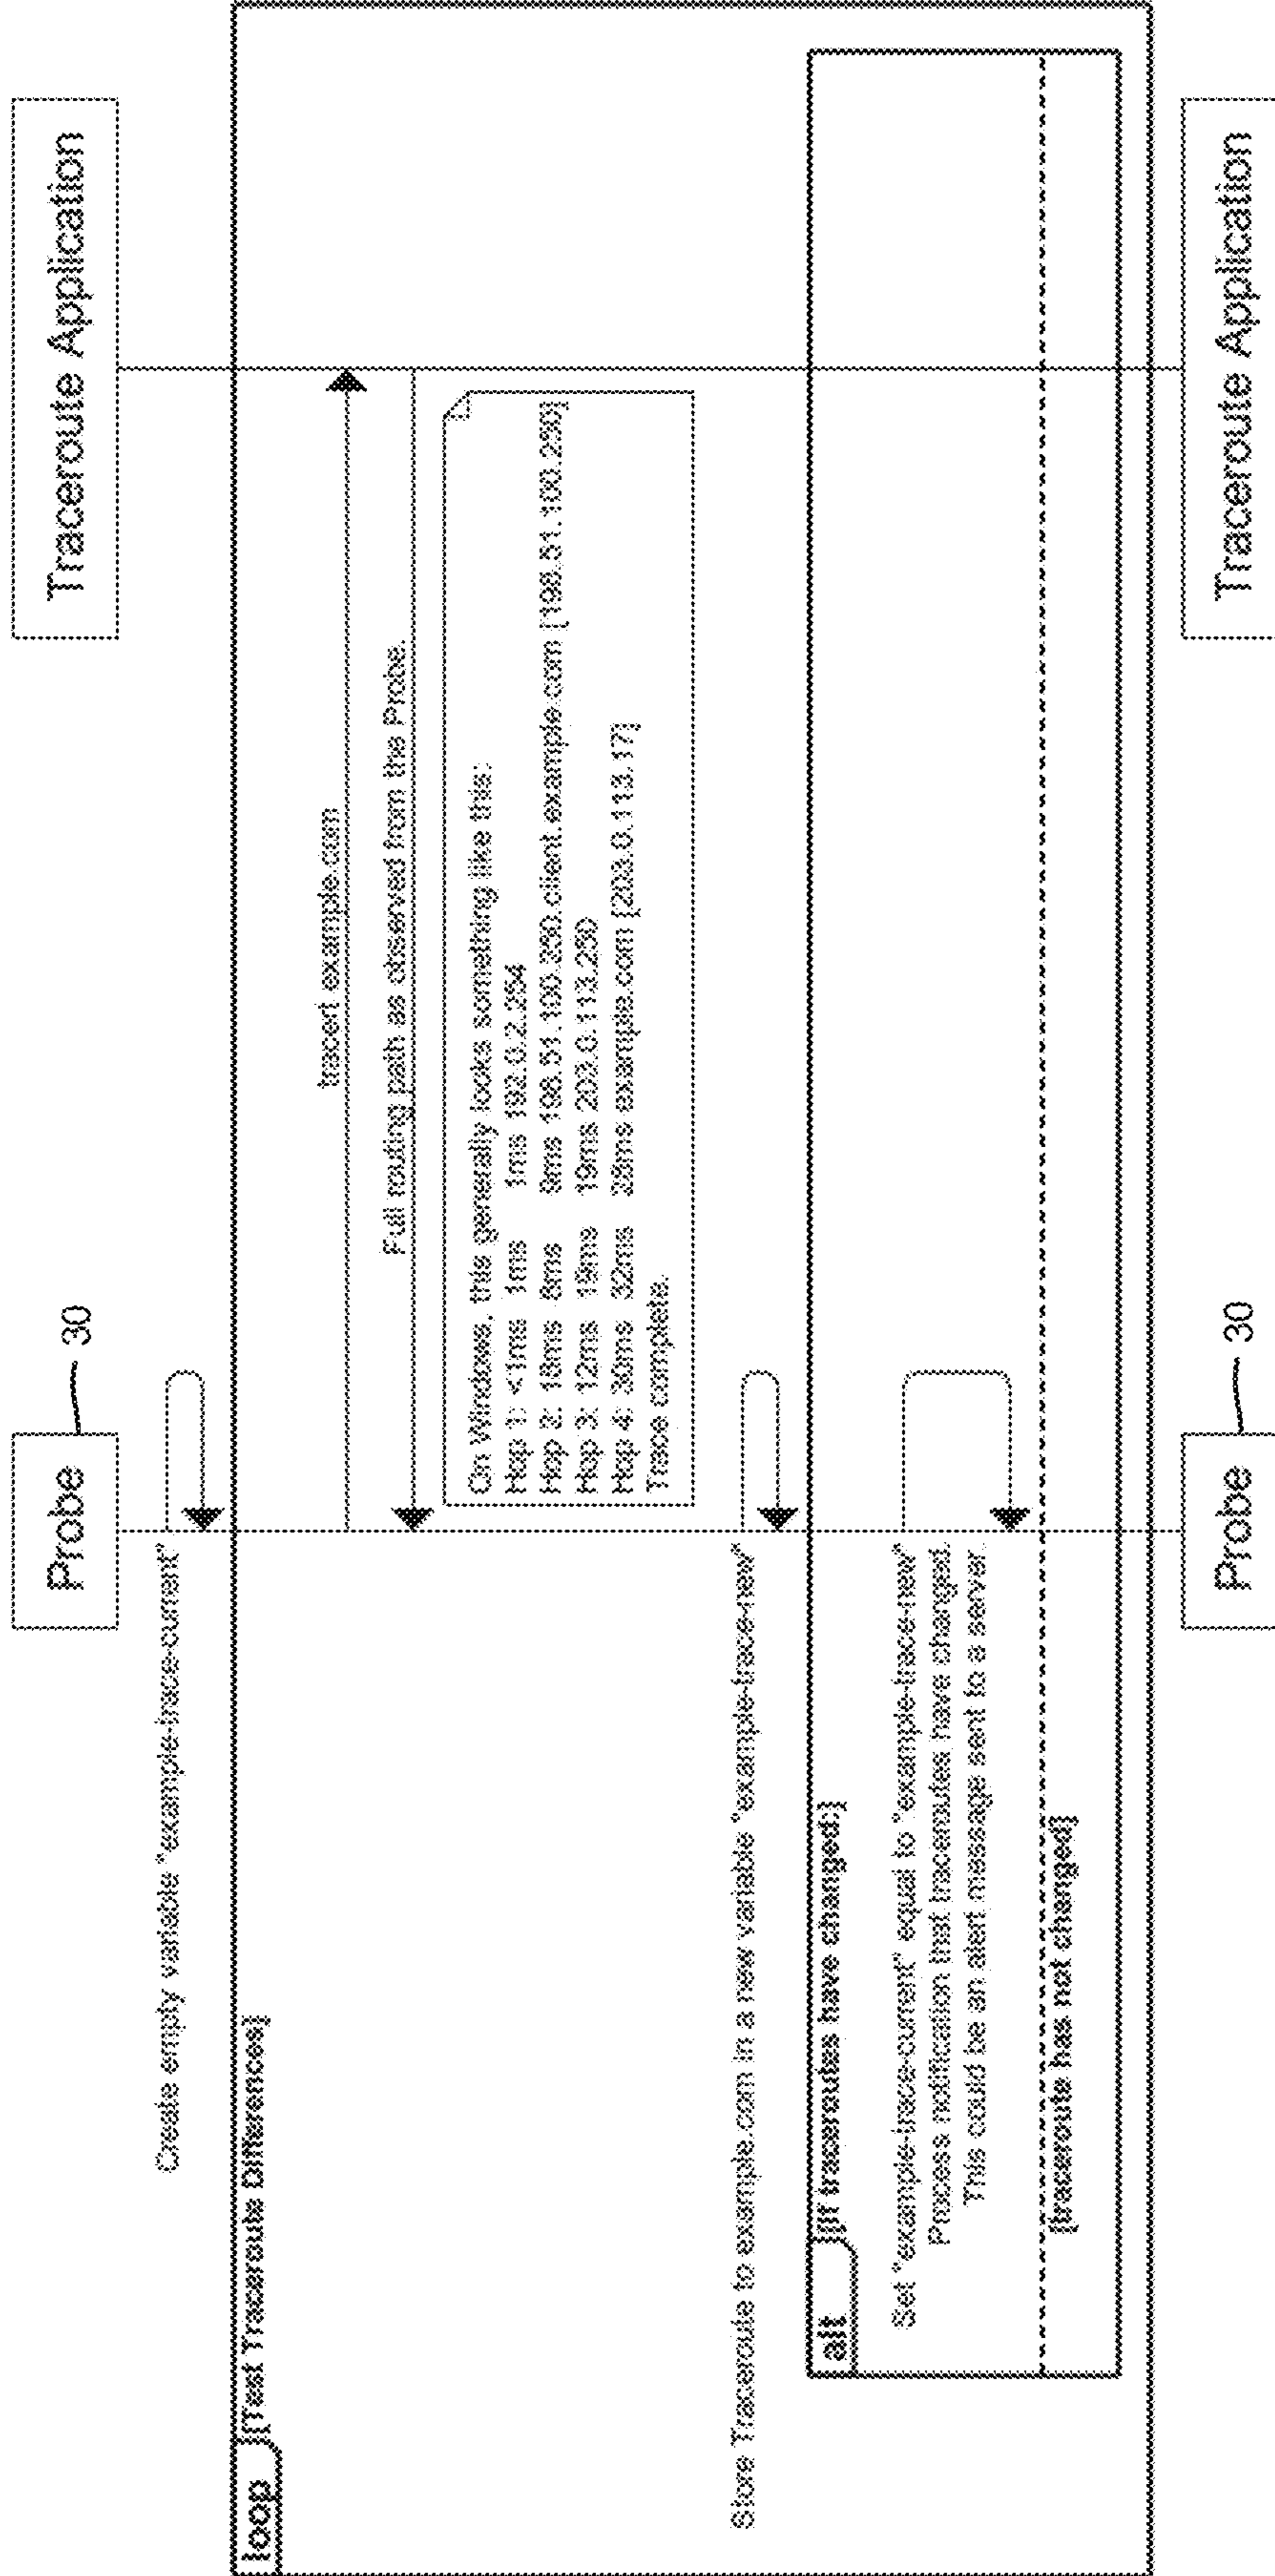 Probe
30
Traceroute Application
Create empty variable "example-trace-current"
loop
[Test Traceroute Differences]
tracert example.com
Full routing path as observed from the Probe.
On Windows, this generally looks something like this:
Hop 1: <1ms 1ms 1ms 192.0.2.254
Hop 2: 18ms 8ms 9ms 198.51.100.250.client.example.com [198.51.100.250]
Hop 3: 12ms 19ms 19ms 203.0.113.250
Hop 4: 30ms 32ms 28ms example.com [203.0.113.17]
Trace complete.
Store Traceroute to example.com in a new variable "example-trace-new"
alt
[If traceroutes have changed:]
Set "example-trace-current" equal to "example-trace-new"
Process notification that traceroutes have changed.
This could be an alert message sent to a server.
[traceroute has not changed]
Probe
30
Traceroute Application